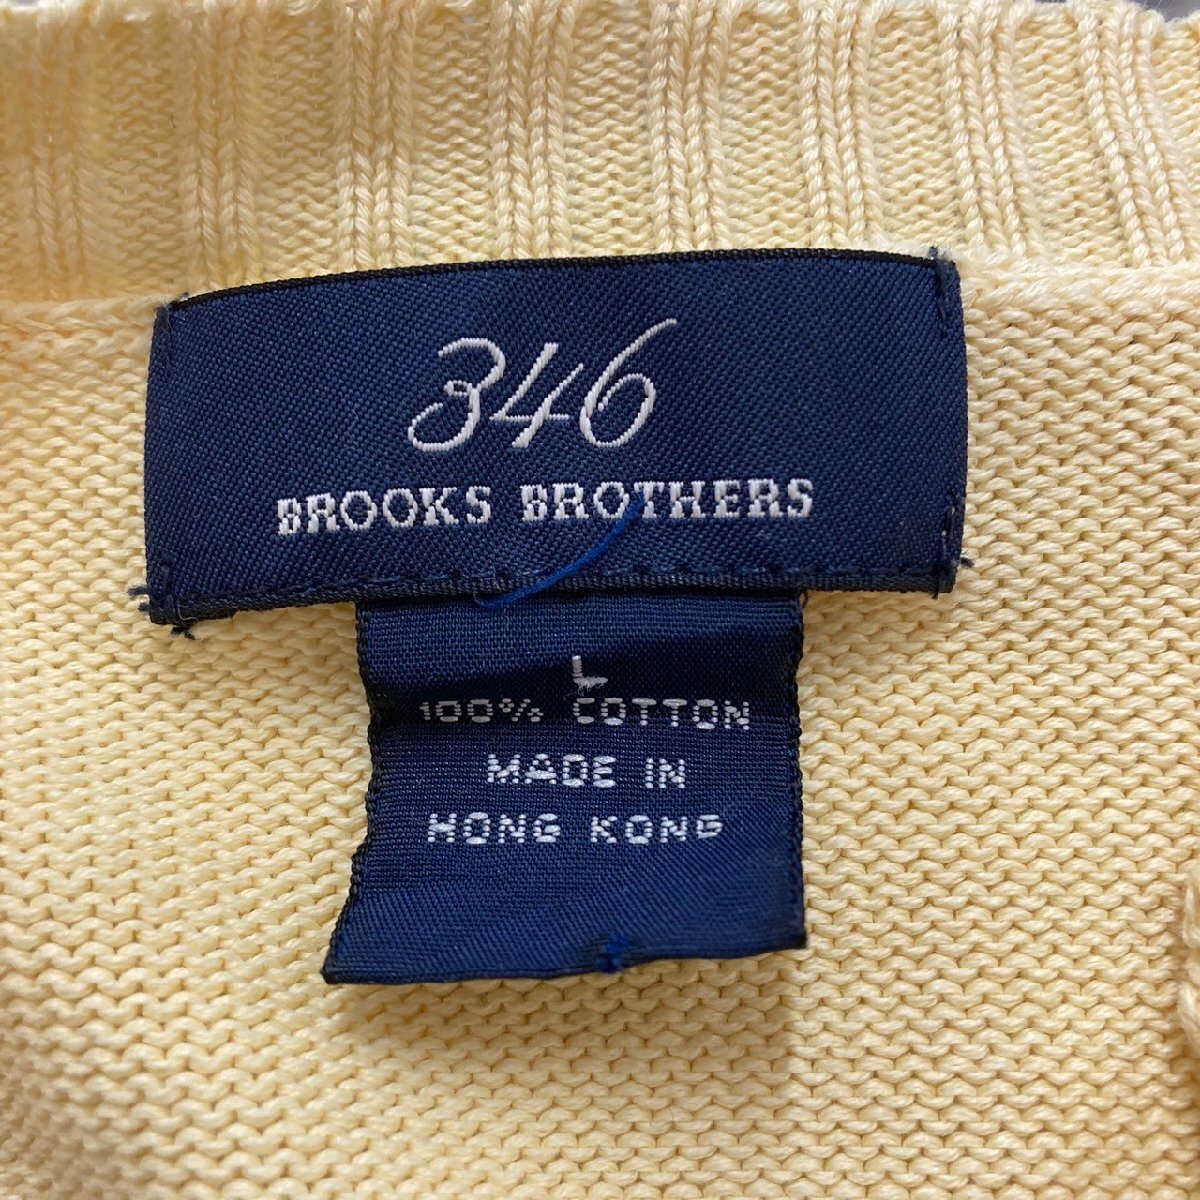 346
BROOKS BROTHERS
L
100% COTTON
MADE IN
HONG KONG